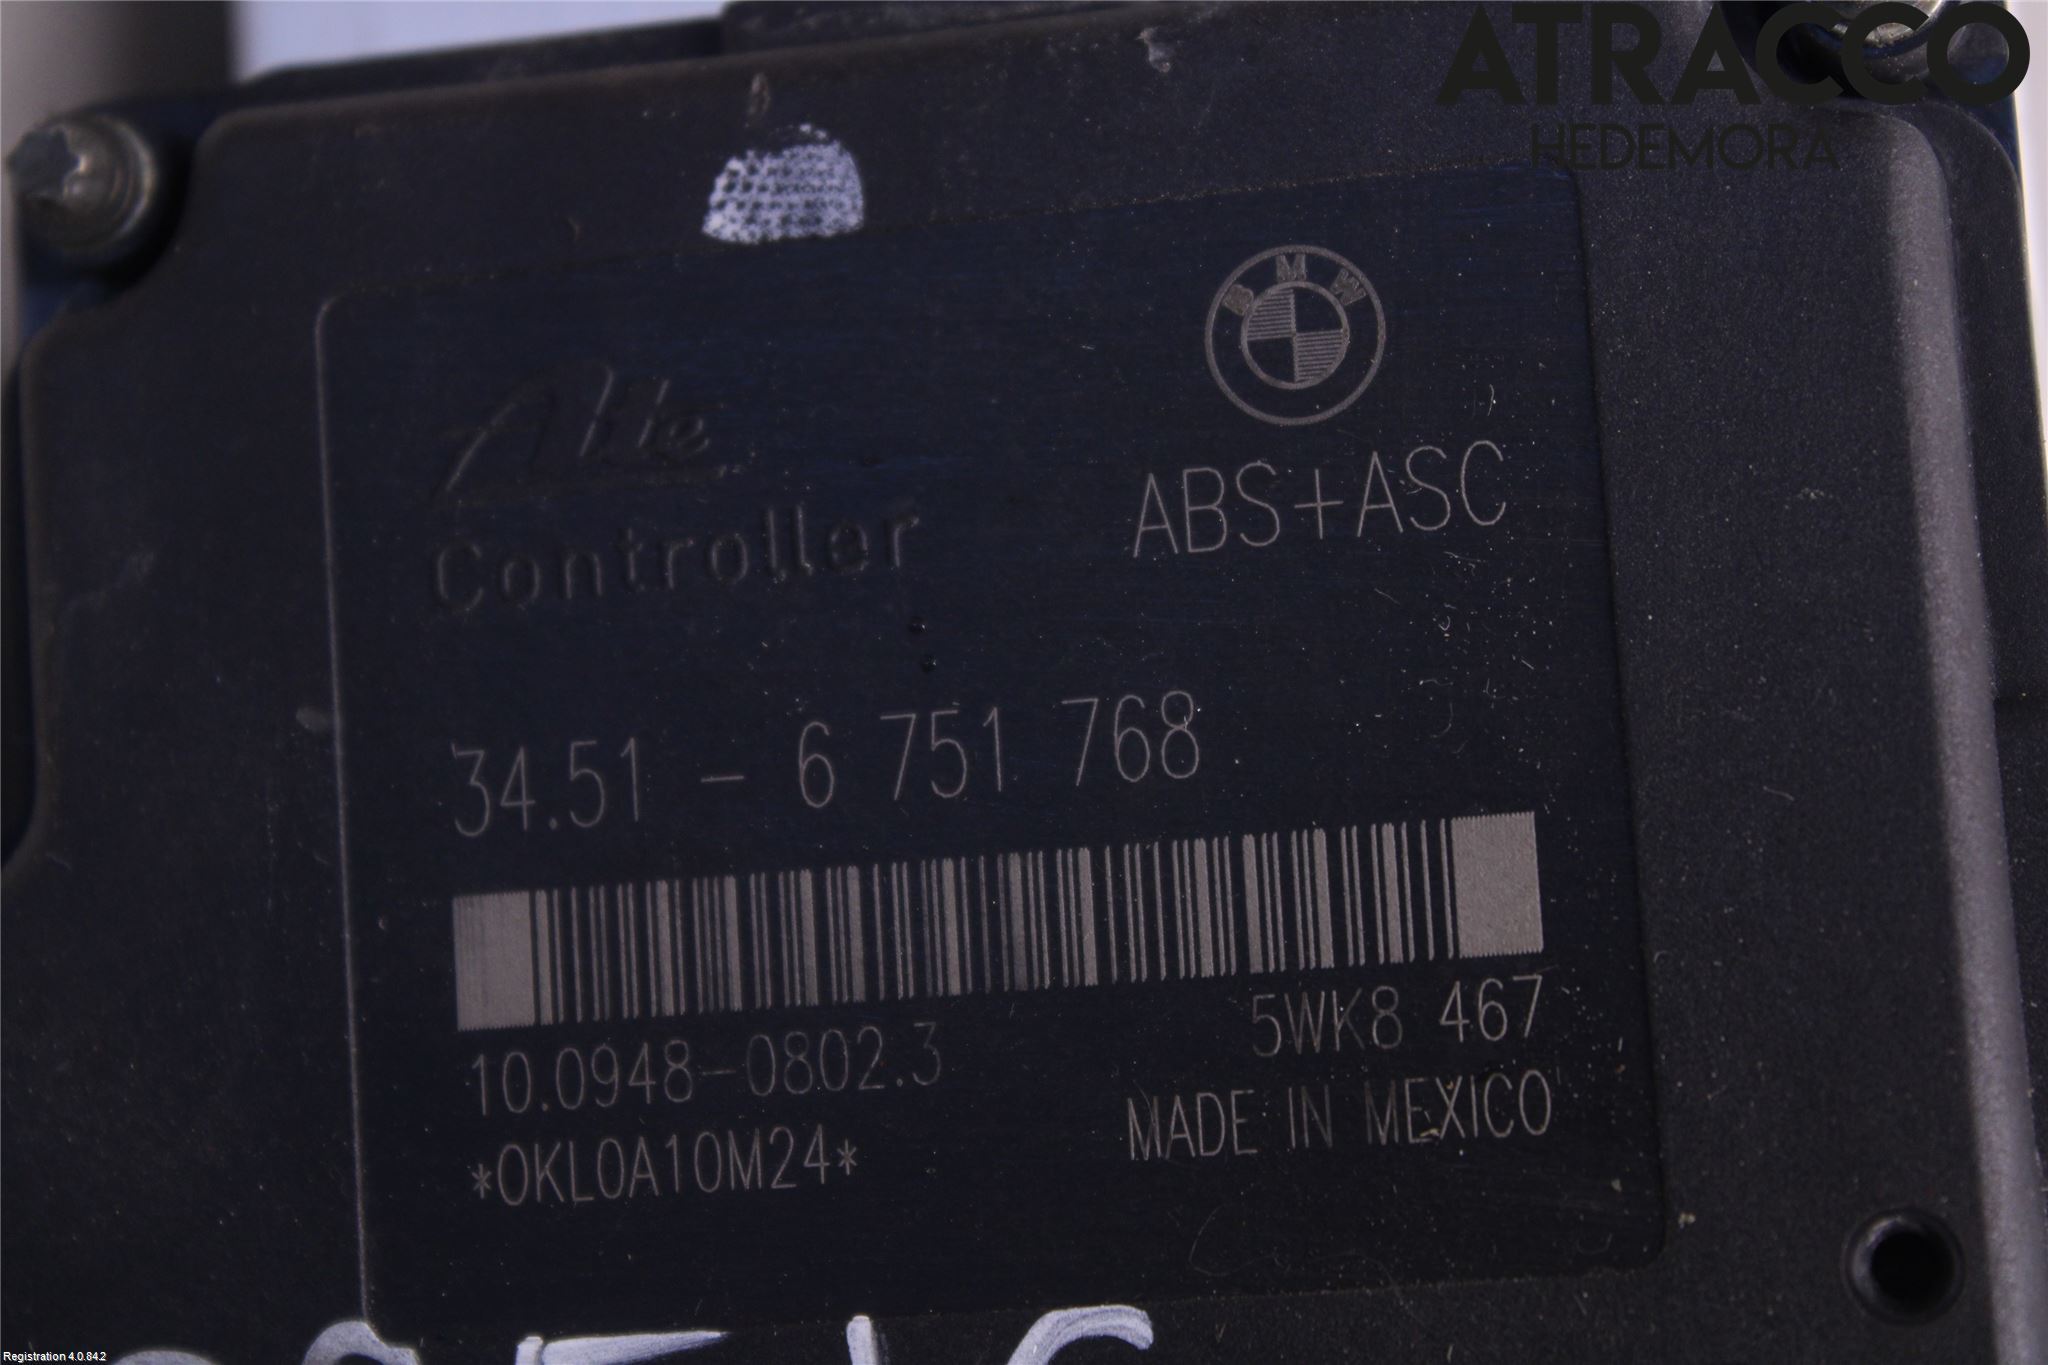 ATRACCO
HEDEMORA
BMW
Ate
Controller
ABS+ASC
34.51 - 6 751 768
10.0948-0802.3
5WK8 467
*0KL0A10M24*
MADE IN MEXICO
Registration 4.0.84.2